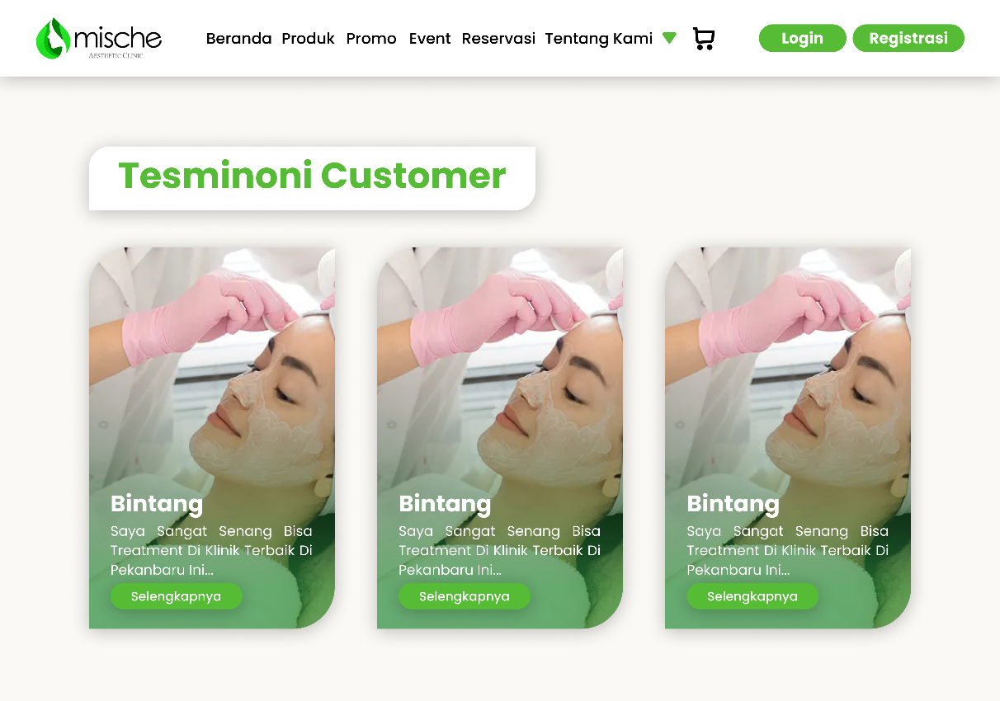 mische
AESTHETIC CLINIC
Beranda Produk Promo Event Reservasi Tentang Kami
Login
Registrasi
Tesminoni Customer
Bintang
Saya Sangat Senang Bisa
Treatment Di Klinik Terbaik Di
Pekanbaru Ini...
Selengkapnya
Bintang
Saya Sangat Senang Bisa
Treatment Di Klinik Terbaik Di
Pekanbaru Ini...
Selengkapnya
Bintang
Saya Sangat Senang Bisa
Treatment Di Klinik Terbaik Di
Pekanbaru Ini...
Selengkapnya